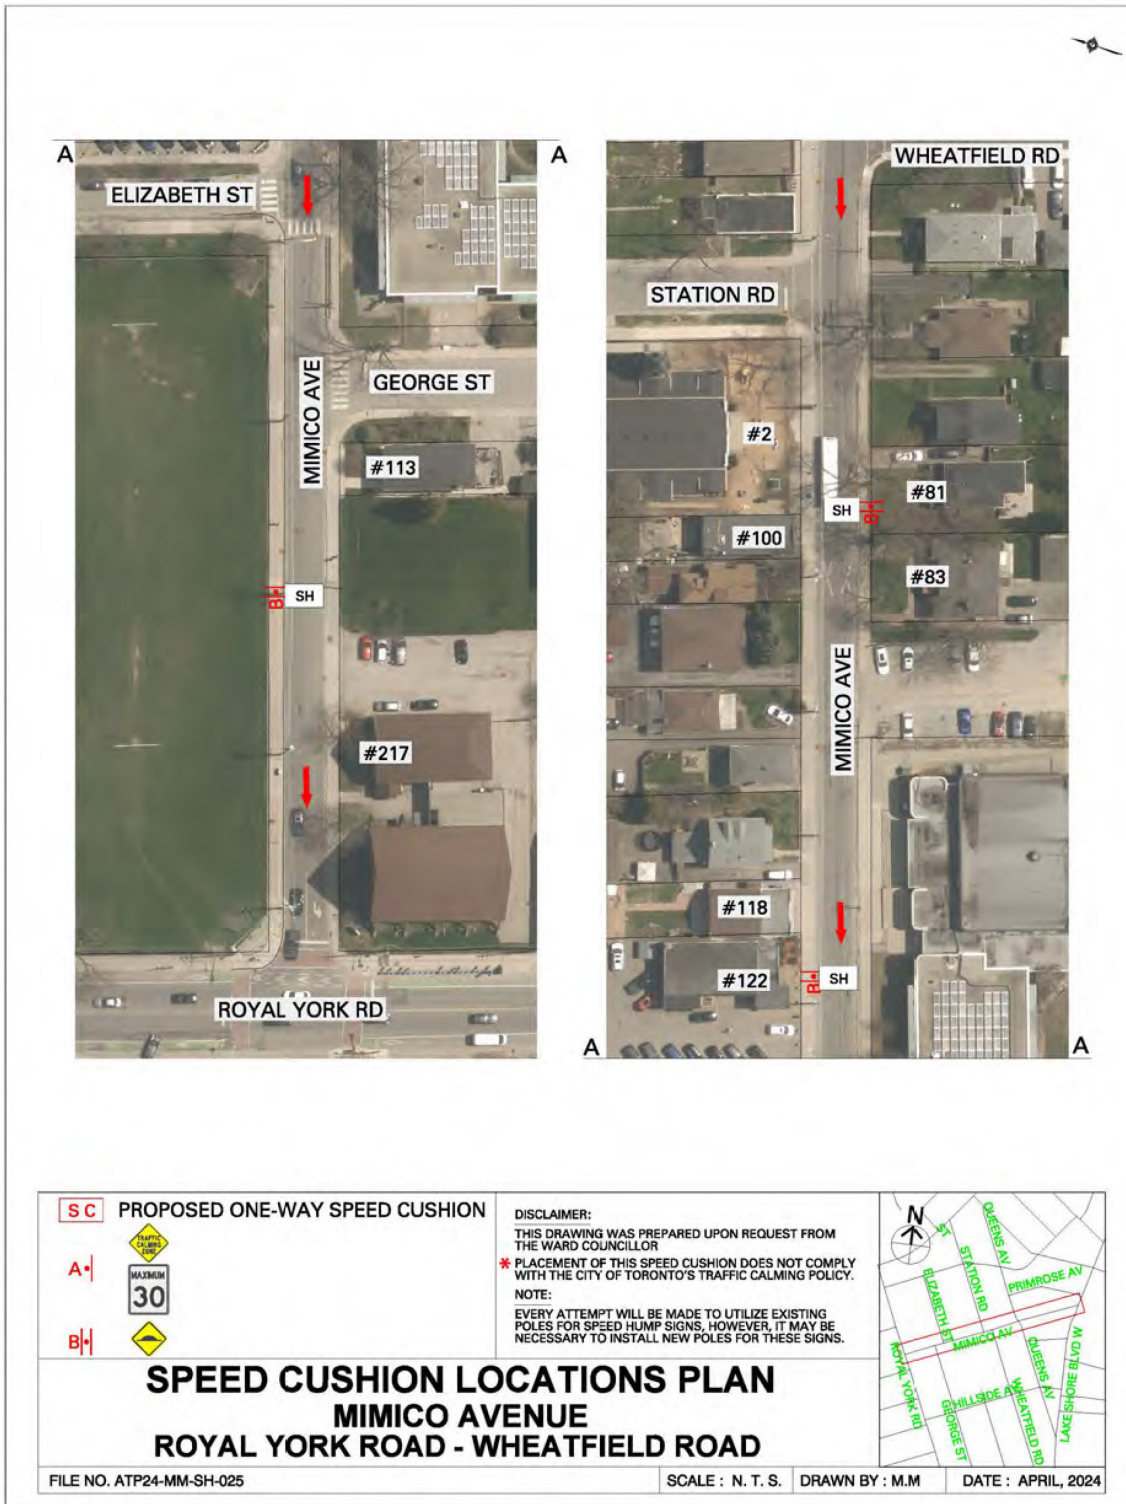 A
A
ELIZABETH ST
GEORGE ST
MIMICO AVE
#113
B
SH
#217
ROYAL YORK RD
WHEATFIELD RD
STATION RD
#2
#81
SH
B
#100
#83
MIMICO AVE
#118
#122
B
SH
A
A
SC PROPOSED ONE-WAY SPEED CUSHION
TRAFFIC
CALMING
ZONE
A
MAXIMUM
30
B
DISCLAIMER:
THIS DRAWING WAS PREPARED UPON REQUEST FROM
THE WARD COUNCILLOR
* PLACEMENT OF THIS SPEED CUSHION DOES NOT COMPLY
WITH THE CITY OF TORONTO'S TRAFFIC CALMING POLICY.
NOTE:
EVERY ATTEMPT WILL BE MADE TO UTILIZE EXISTING
POLES FOR SPEED HUMP SIGNS, HOWEVER, IT MAY BE
NECESSARY TO INSTALL NEW POLES FOR THESE SIGNS.
N
ST
QUEENS AV
STATION RD
PRIMROSE AV
ELIZABETH ST
MIMICO AV
ROYAL YORK RD
QUEENS AV
LAKE SHORE BLVD W
HILLSIDE AV
GEORGE ST
WHEATFIELD RD
SPEED CUSHION LOCATIONS PLAN
MIMICO AVENUE
ROYAL YORK ROAD - WHEATFIELD ROAD
FILE NO. ATP24-MM-SH-025
SCALE : N. T. S.
DRAWN BY : M.M
DATE : APRIL, 2024